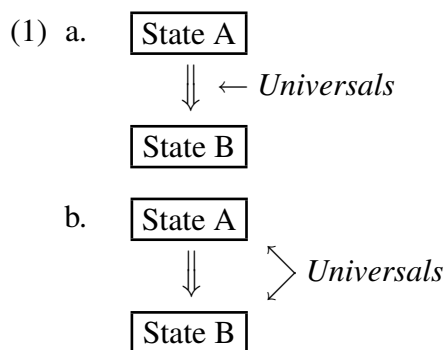 (1) a. State A
⇓ ← Universals
State B
b. State A
⇓ Universals
State B